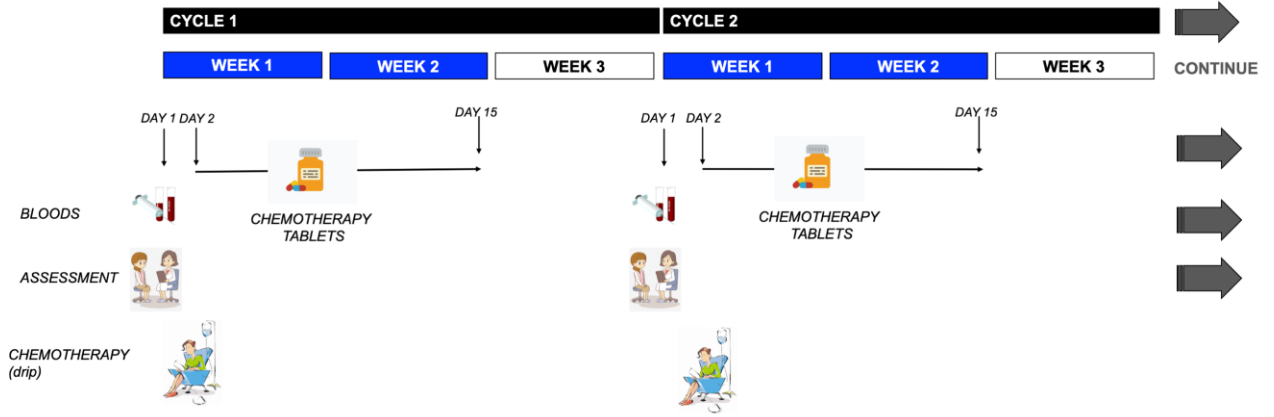 CYCLE 1 CYCLE 2
WEEK 1 WEEK 2 WEEK 3 WEEK 1 WEEK 2 WEEK 3 CONTINUE
DAY 1 DAY 2 DAY 15 DAY 1 DAY 2 DAY 15
BLOODS
CHEMOTHERAPY
TABLETS
CHEMOTHERAPY
TABLETS
ASSESSMENT
CHEMOTHERAPY
(drip)